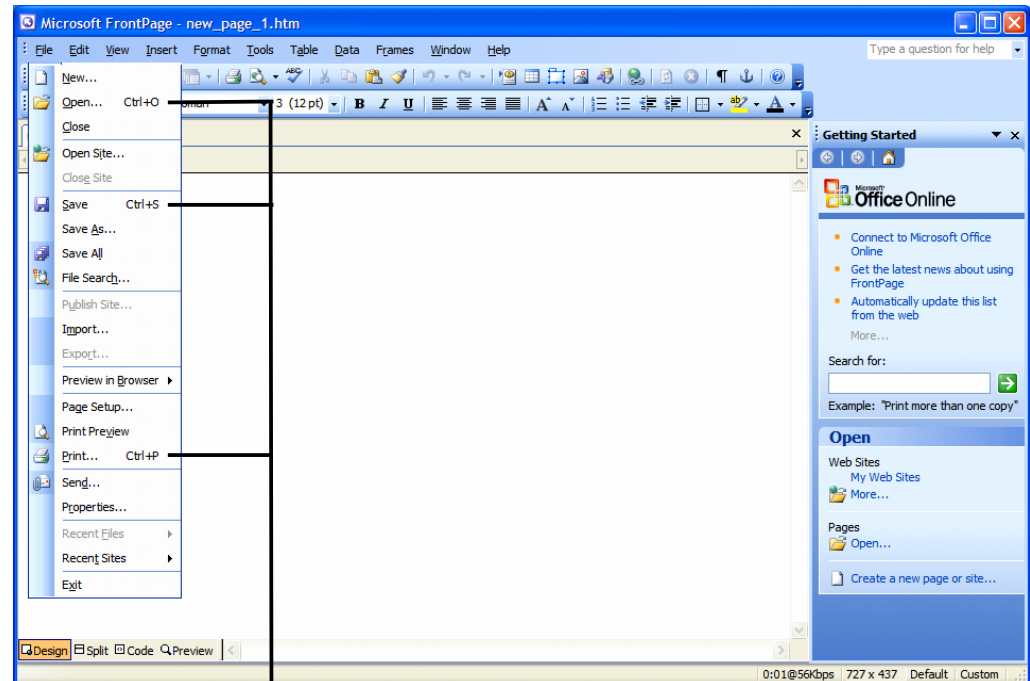 Microsoft FrontPage - new_page_1.htm
File Edit View Insert Format Tools Table Data Frames Window Help
Type a question for help
3 (12 pt)
B I U
New...
Open... Ctrl+O
Close
Open Site...
Close Site
Save Ctrl+S
Save As...
Save All
File Search...
Publish Site...
Import...
Export...
Preview in Browser
Page Setup...
Print Preview
Print... Ctrl+P
Send...
Properties...
Recent Files
Recent Sites
Exit
Getting Started
Microsoft
Office Online
Connect to Microsoft Office
Online
Get the latest news about using
FrontPage
Automatically update this list
from the web
More...
Search for:
Example: "Print more than one copy"
Open
Web Sites
My Web Sites
More...
Pages
Open...
Create a new page or site...
Design Split Code Preview
0:01@56Kbps 727 x 437 Default Custom